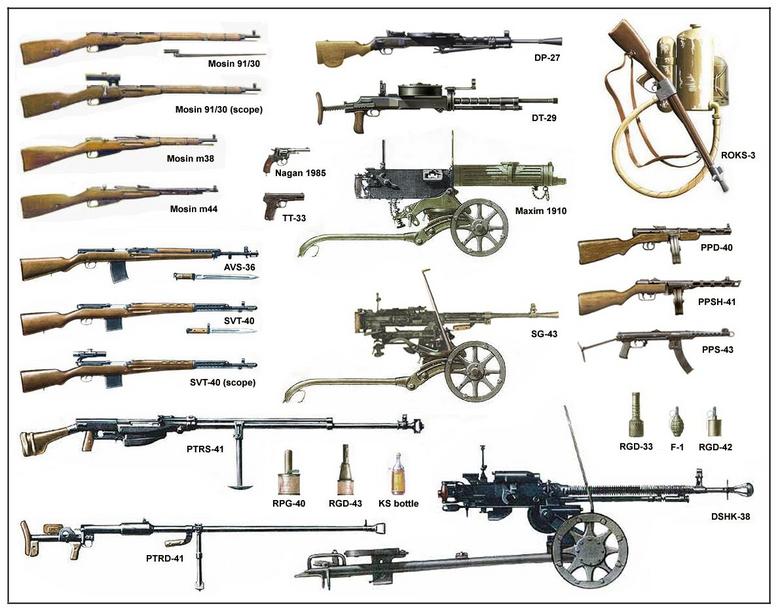 Mosin 91/30
Mosin 91/30 (scope)
Mosin m38
Mosin m44
Nagan 1985
TT-33
DP-27
DT-29
Maxim 1910
ROKS-3
AVS-36
SVT-40
SVT-40 (scope)
SG-43
PPD-40
PPSH-41
PPS-43
PTRS-41
RPG-40
RGD-43
KS bottle
RGD-33
F-1
RGD-42
PTRD-41
DSHK-38